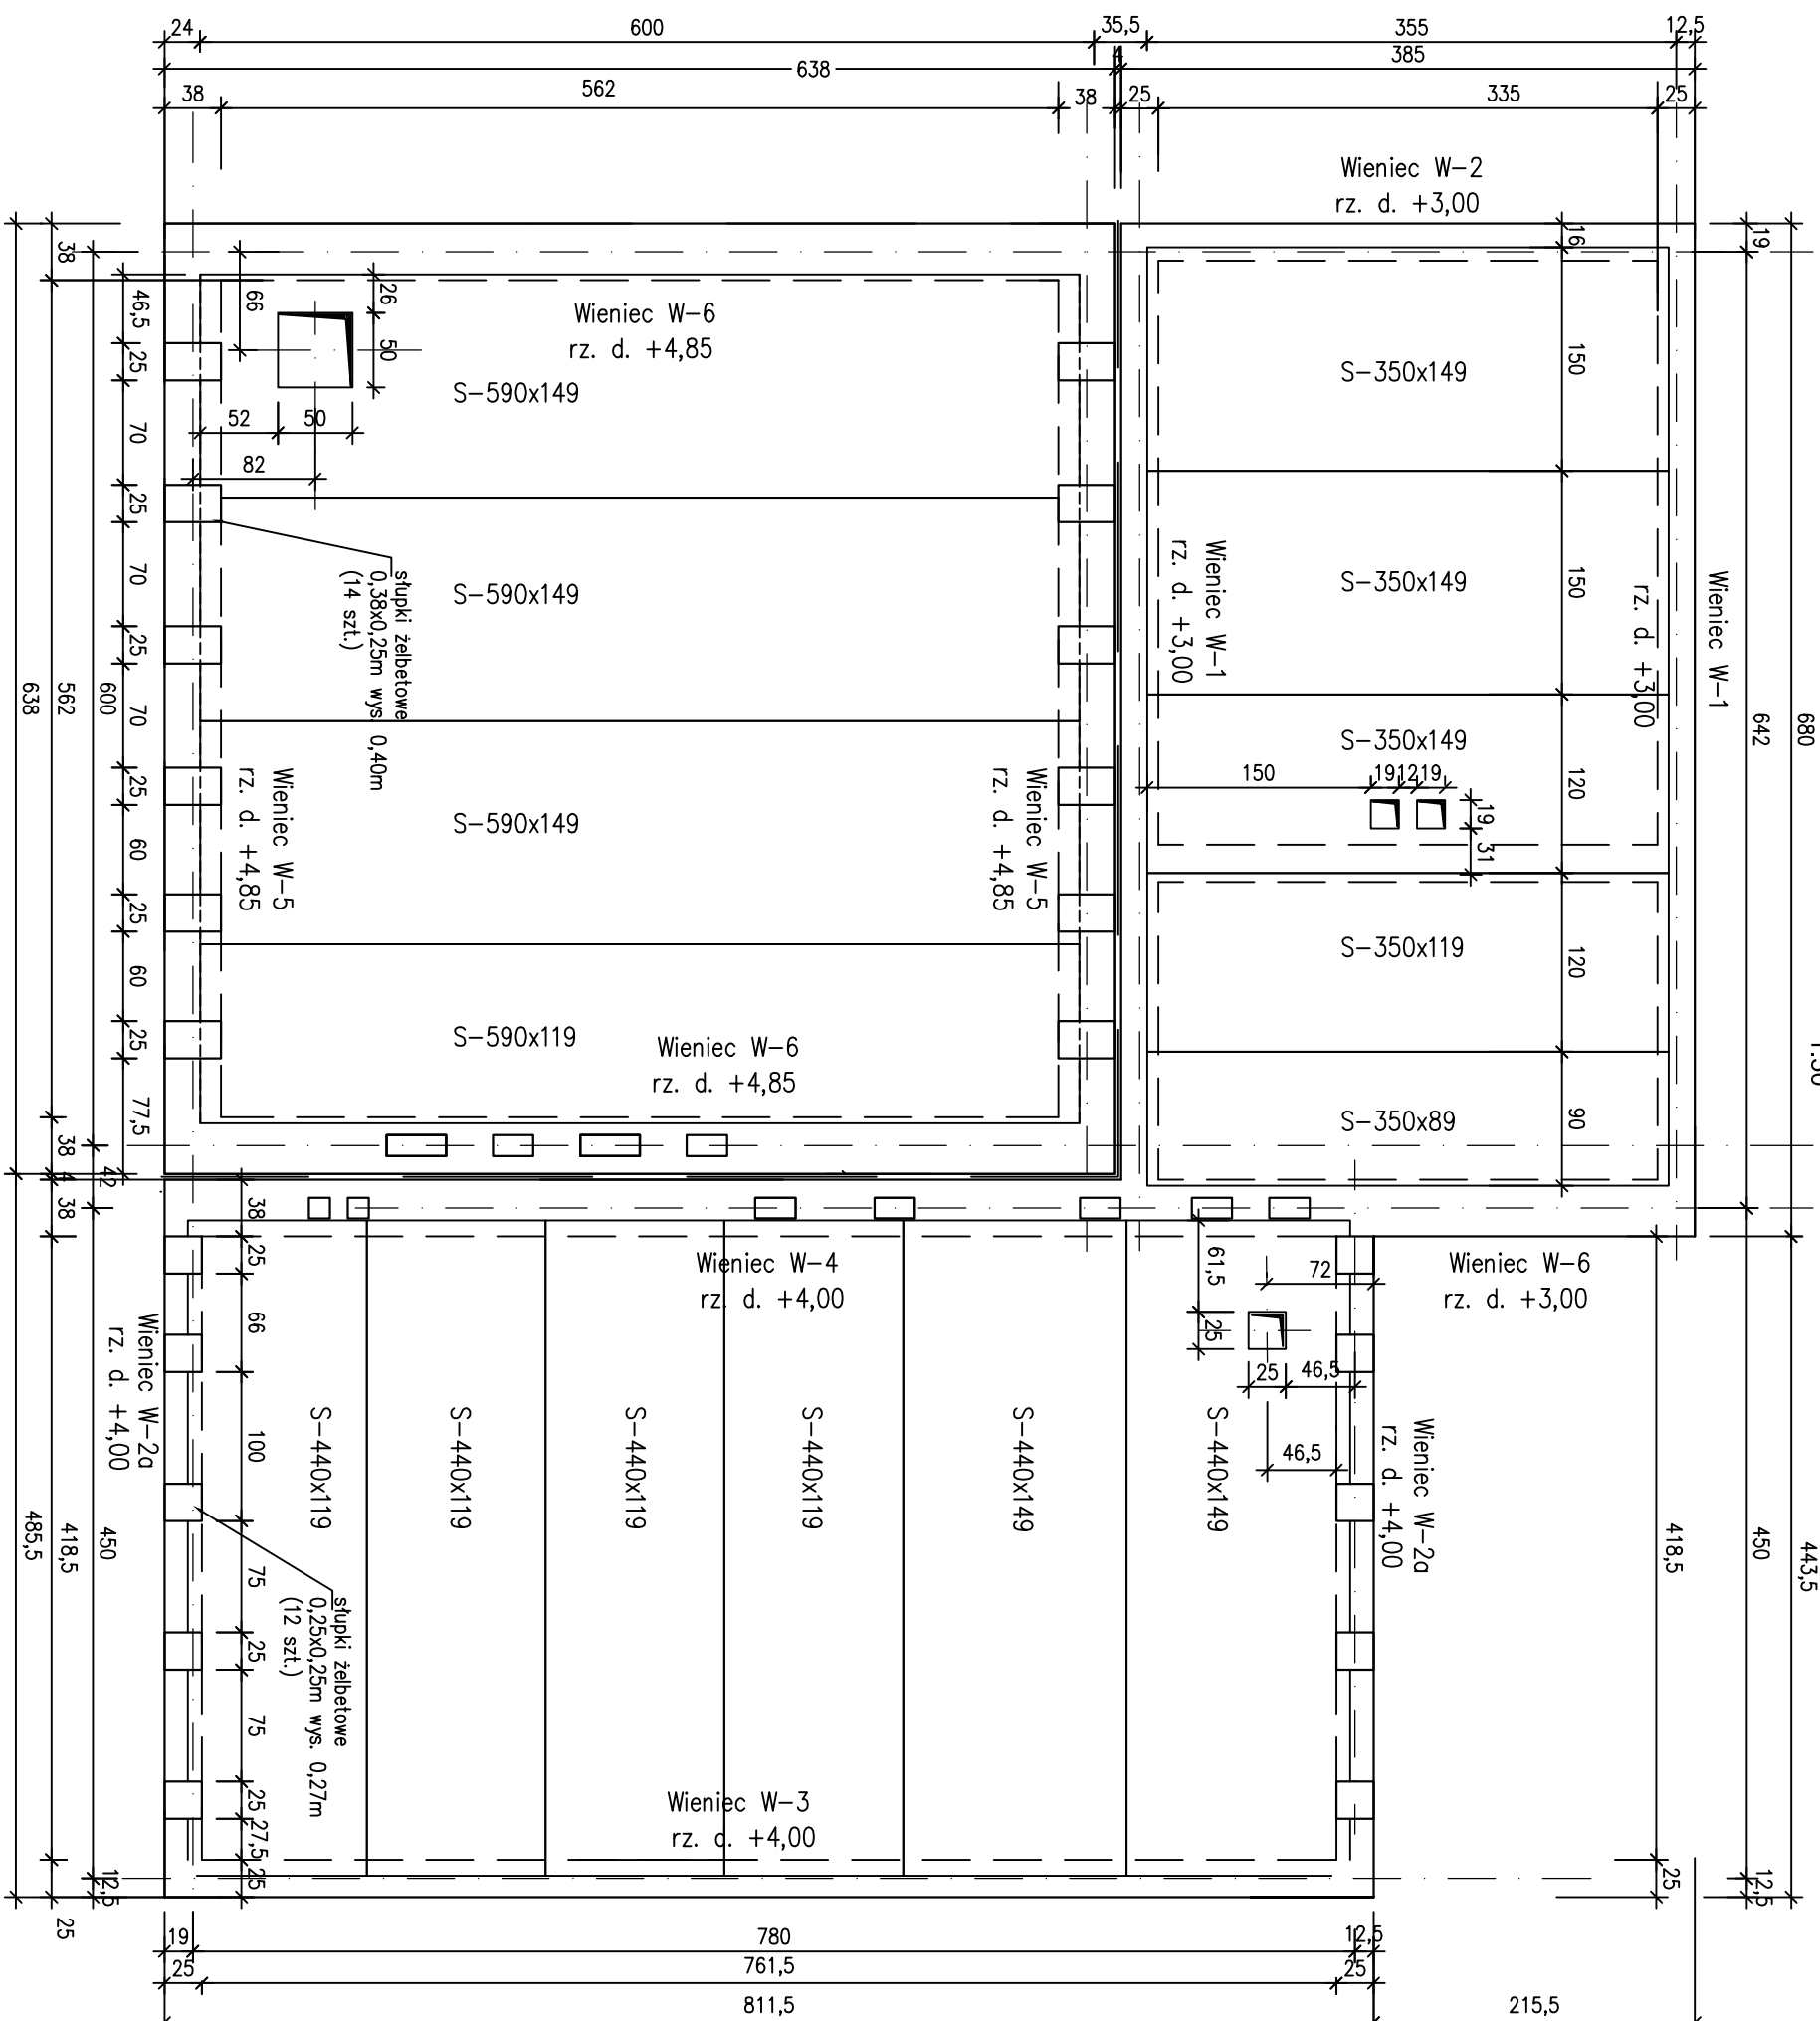 24
600
35,5
355
12,5
638
4
385
38
562
38
25
335
25
Wieniec W-2
rz. d. +3,00
16
19
38
46,5
66
26
50
Wieniec W-6
rz. d. +4,85
S-590x149
150
S-350x149
25
52
50
70
82
25
słupki żelbetowe
0,38x0,25m wys. 0,40m
(14 szt.)
S-590x149
Wieniec W-1
rz. d. +3,00
150
S-350x149
Wieniec W-1
rz. d. +3,00
680
642
70
25
638
562
600
70
S-350x149
150
19
12
19
120
19
31
25
Wieniec W-5
rz. d. +4,85
S-590x149
Wieniec W-5
rz. d. +4,85
60
25
60
S-350x119
120
25
S-590x119
Wieniec W-6
rz. d. +4,85
77,5
S-350x89
90
38
4
42
38
38
25
Wieniec W-4
rz. d. +4,00
61,5
72
Wieniec W-6
rz. d. +3,00
66
25
25
46,5
Wieniec W-2a
rz. d. +4,00
100
S-440x119
S-440x119
S-440x119
S-440x119
S-440x149
S-440x149
46,5
Wieniec W-2a
rz. d. +4,00
485,5
418,5
450
75
418,5
450
443,5
słupki żelbetowe
0,25x0,25m wys. 0,27m
(12 szt.)
25
75
Wieniec W-3
rz. d. +4,00
25
27,5
25
12,5
25
25
12,5
19
780
12,5
25
761,5
25
811,5
215,5